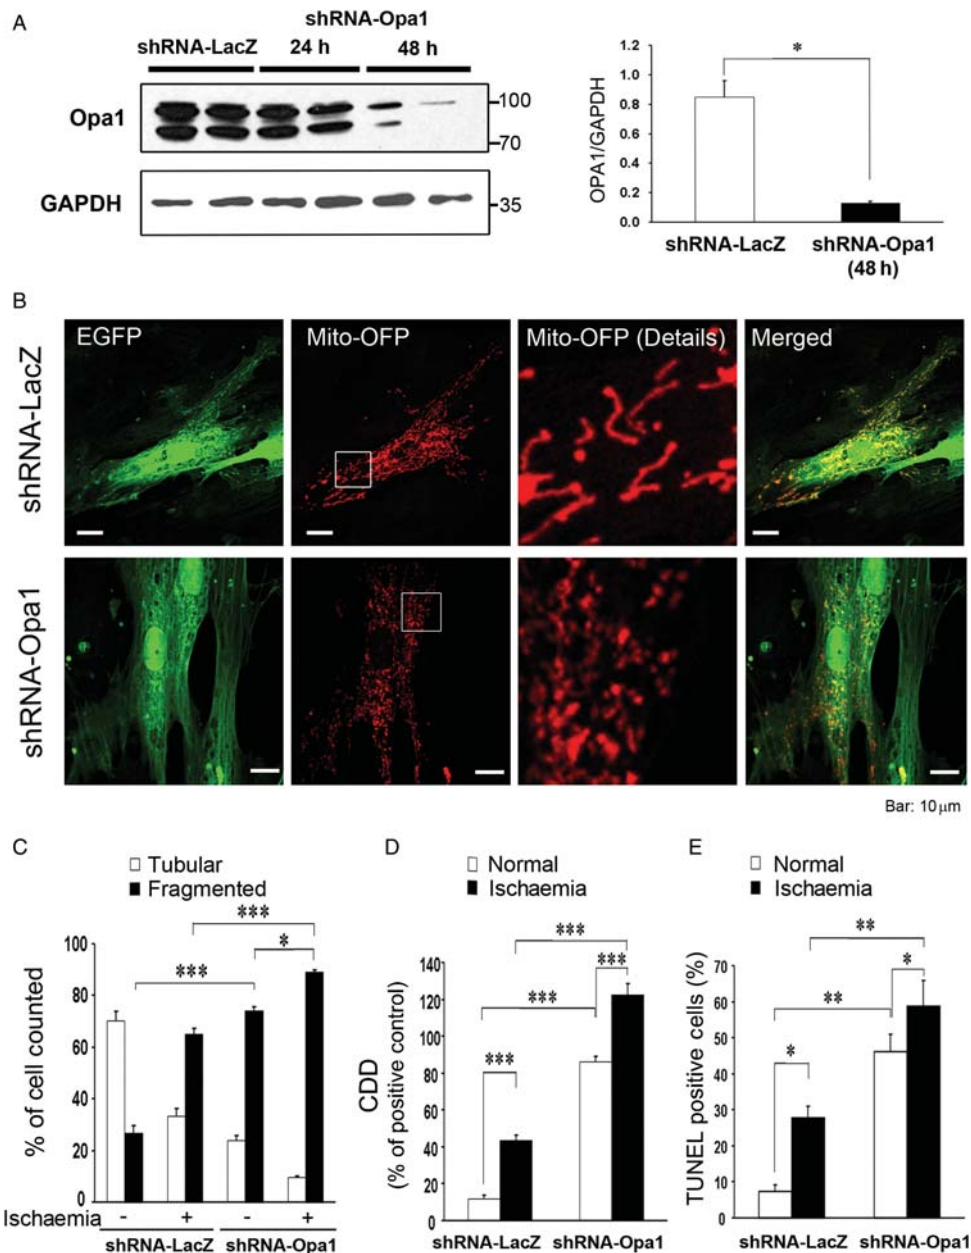 A
shRNA-Opa1
shRNA-LacZ 24 h 48 h
Opa1
100
70
GAPDH
35
OPA1/GAPDH
1.2
1.0
0.8
0.6
0.4
0.2
0.0
*
shRNA-LacZ shRNA-Opa1
(48 h)
B
shRNA-LacZ
EGFP Mito-OFP Mito-OFP (Details) Merged
shRNA-Opa1
Bar: 10 μm
C
Tubular
Fragmented
% of cell counted
100
80
60
40
20
0
***
*
***
Ischaemia - + - +
shRNA-LacZ shRNA-Opa1
D
Normal
Ischaemia
CDD
(% of positive control)
140
120
100
80
60
40
20
0
***
***
***
***
shRNA-LacZ shRNA-Opa1
E
Normal
Ischaemia
TUNEL positive cells (%)
70
60
50
40
30
20
10
0
**
*
**
*
shRNA-LacZ shRNA-Opa1